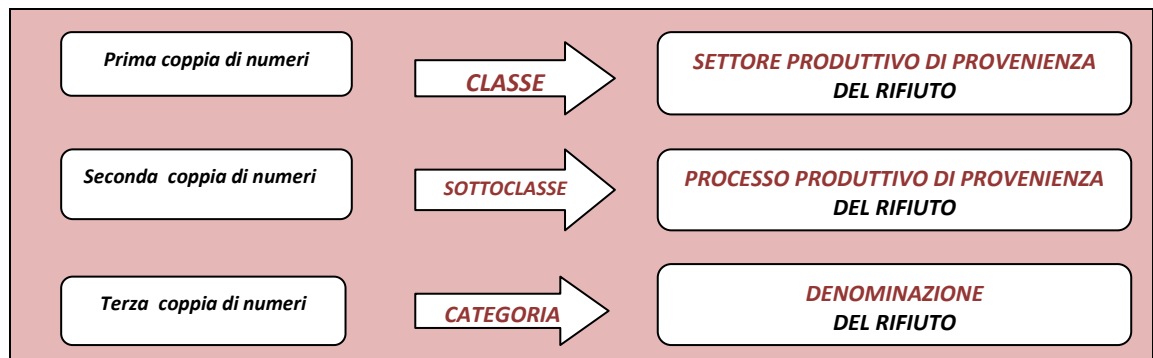 Prima coppia di numeri
CLASSE
SETTORE PRODUTTIVO DI PROVENIENZA
DEL RIFIUTO
Seconda coppia di numeri
SOTTOCLASSE
PROCESSO PRODUTTIVO DI PROVENIENZA
DEL RIFIUTO
Terza coppia di numeri
CATEGORIA
DENOMINAZIONE
DEL RIFIUTO